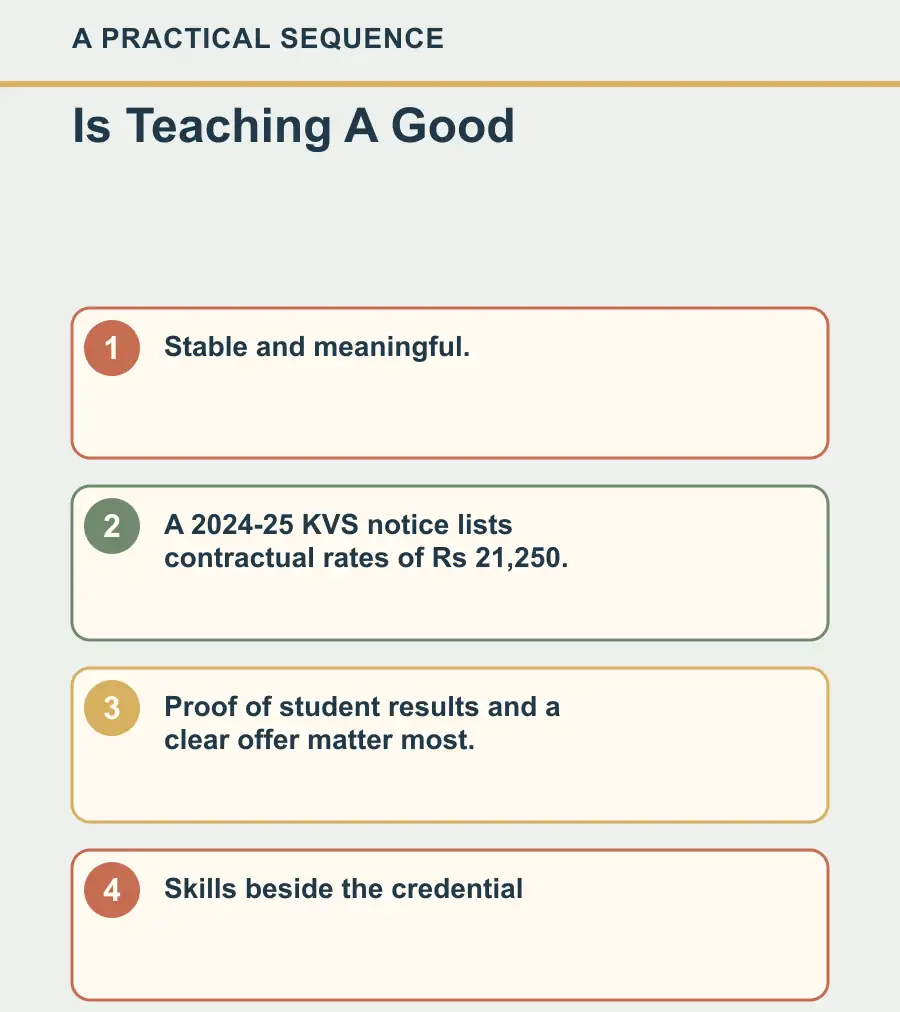 A PRACTICAL SEQUENCE
Is Teaching A Good
1
Stable and meaningful.
2
A 2024-25 KVS notice lists
contractual rates of Rs 21,250.
3
Proof of student results and a
clear offer matter most.
4
Skills beside the credential